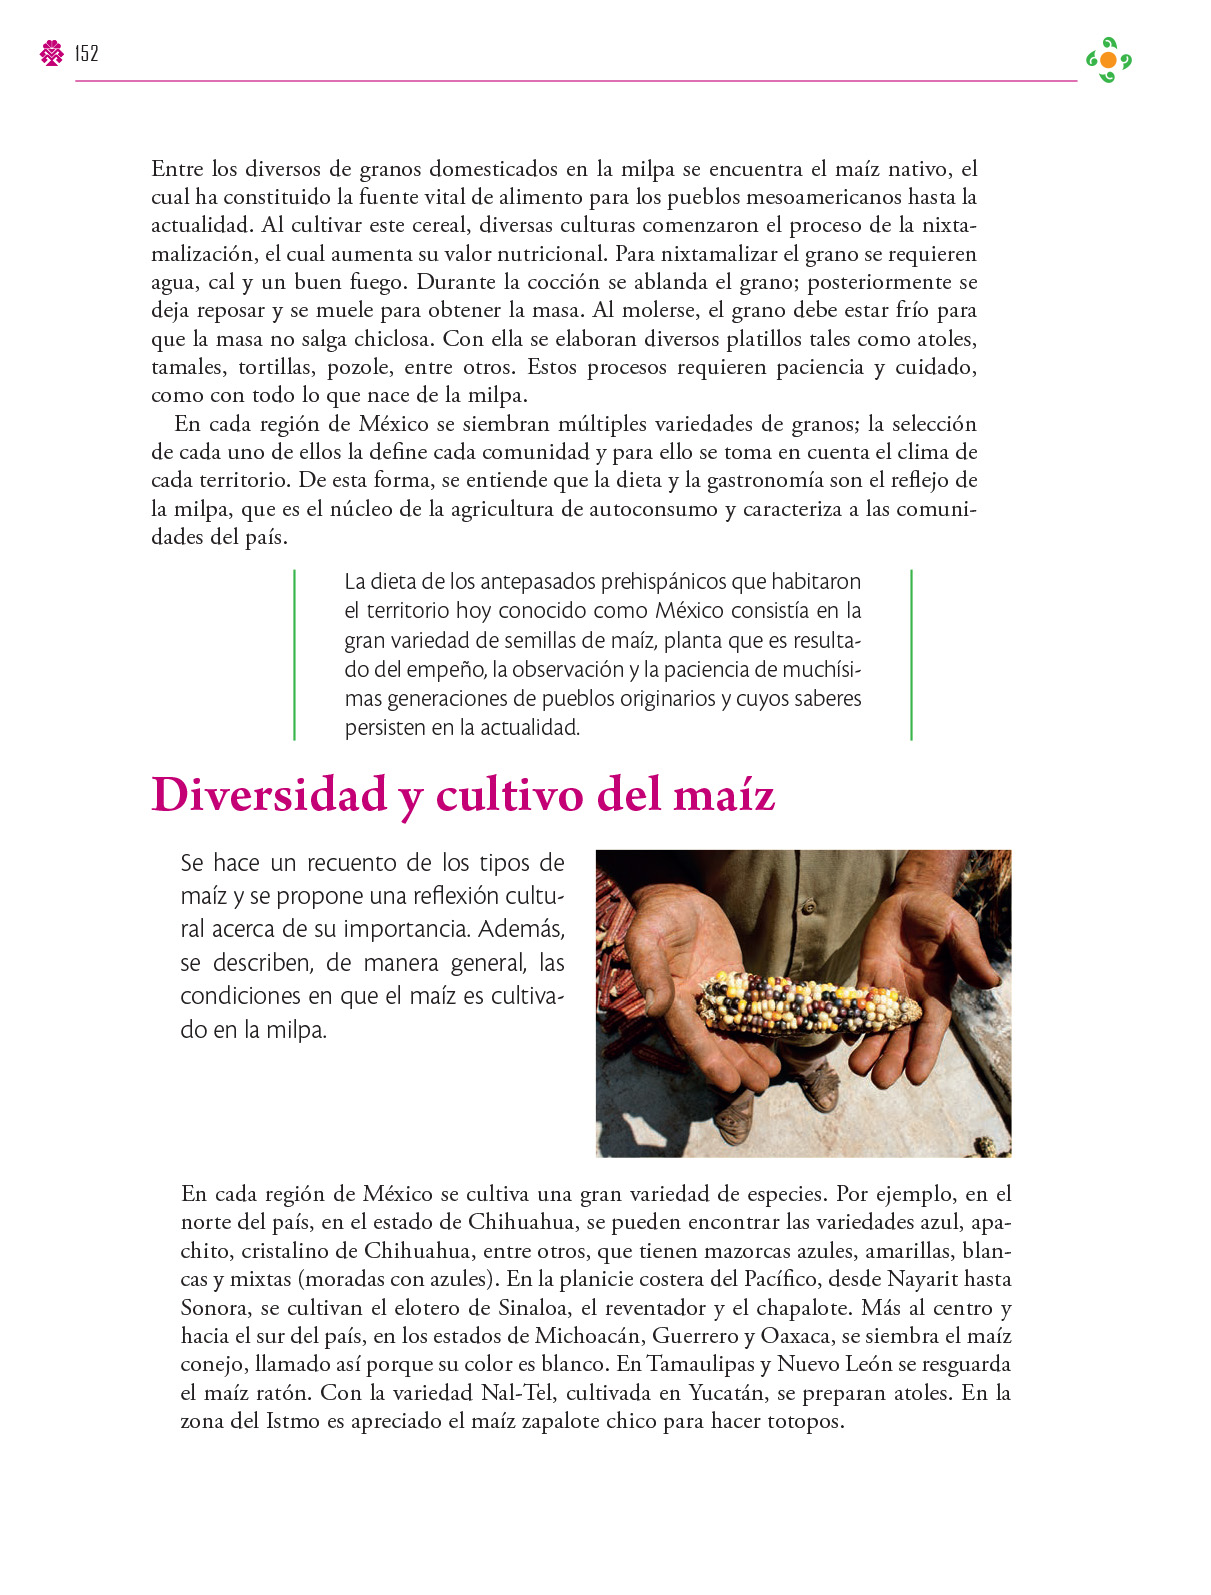 152
Entre los diversos de granos domesticados en la milpa se encuentra el maíz nativo, el
cual ha constituido la fuente vital de alimento para los pueblos mesoamericanos hasta la
actualidad. Al cultivar este cereal, diversas culturas comenzaron el proceso de la nixta-
malización, el cual aumenta su valor nutricional. Para nixtamalizar el grano se requieren
agua, cal y un buen fuego. Durante la cocción se ablanda el grano; posteriormente se
deja reposar y se muele para obtener la masa. Al molerse, el grano debe estar frío para
que la masa no salga chiclosa. Con ella se elaboran diversos platillos tales como atoles,
tamales, tortillas, pozole, entre otros. Estos procesos requieren paciencia y cuidado,
como con todo lo que nace de la milpa.
En cada región de México se siembran múltiples variedades de granos; la selección
de cada uno de ellos la define cada comunidad y para ello se toma en cuenta el clima de
cada territorio. De esta forma, se entiende que la dieta y la gastronomía son el reflejo de
la milpa, que es el núcleo de la agricultura de autoconsumo y caracteriza a las comuni-
dades del país.
La dieta de los antepasados prehispánicos que habitaron
el territorio hoy conocido como México consistía en la
gran variedad de semillas de maíz, planta que es resulta-
do del empeño, la observación y la paciencia de muchísi-
mas generaciones de pueblos originarios y cuyos saberes
persisten en la actualidad.
Diversidad y cultivo del maíz
Se hace un recuento de los tipos de
maíz y se propone una reflexión cultu-
ral acerca de su importancia. Además,
se describen, de manera general, las
condiciones en que el maíz es cultiva-
do en la milpa.
En cada región de México se cultiva una gran variedad de especies. Por ejemplo, en el
norte del país, en el estado de Chihuahua, se pueden encontrar las variedades azul, apa-
chito, cristalino de Chihuahua, entre otros, que tienen mazorcas azules, amarillas, blan-
cas y mixtas (moradas con azules). En la planicie costera del Pacífico, desde Nayarit hasta
Sonora, se cultivan el elotero de Sinaloa, el reventador y el chapalote. Más al centro y
hacia el sur del país, en los estados de Michoacán, Guerrero y Oaxaca, se siembra el maíz
conejo, llamado así porque su color es blanco. En Tamaulipas y Nuevo León se resguarda
el maíz ratón. Con la variedad Nal-Tel, cultivada en Yucatán, se preparan atoles. En la
zona del Istmo es apreciado el maíz zapalote chico para hacer totopos.